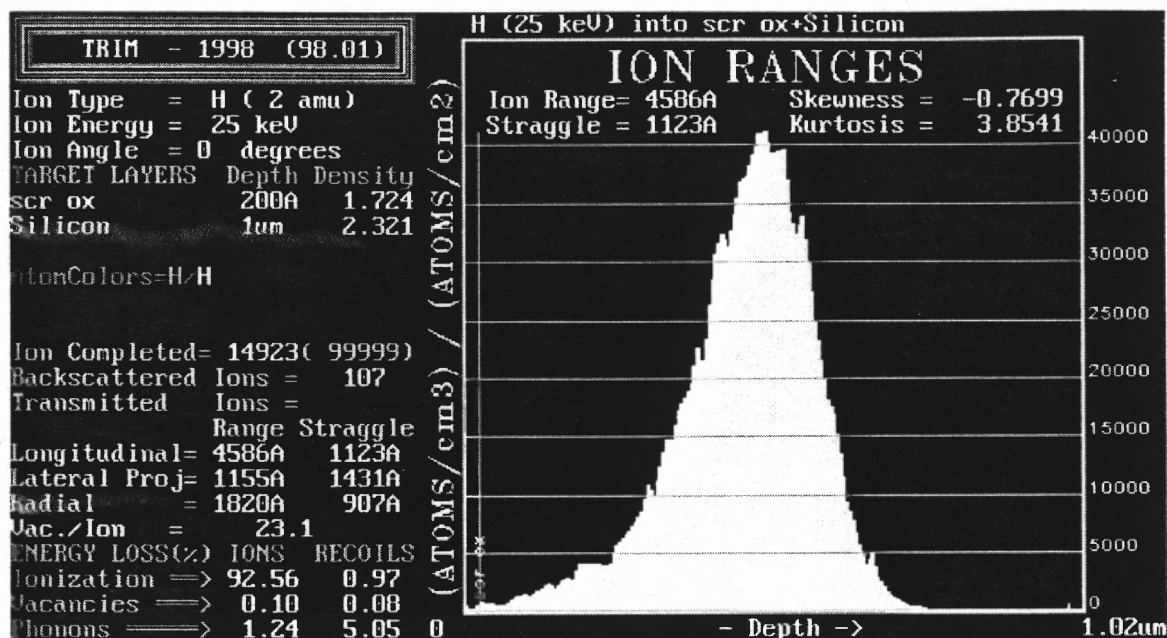 TRIM - 1998 (98.01)
Ion Type = H ( 2 amu)
Ion Energy = 25 keV
Ion Angle = 0 degrees
TARGET LAYERS Depth Density
scr ox 200A 1.724
Silicon 1um 2.321
AtomColors=H/H
Ion Completed= 14923( 99999)
Backscattered Ions = 107
Transmitted Ions =
Range Straggle
Longitudinal= 4586A 1123A
Lateral Proj= 1155A 1431A
Radial = 1820A 907A
Vac./Ion = 23.1
ENERGY LOSS(%) IONS RECOILS
Ionization ==> 92.56 0.97
Vacancies ===> 0.10 0.08
Phonons =====> 1.24 5.05
H (25 keV) into scr ox+Silicon
ION RANGES
Ion Range= 4586A Skewness = -0.7699
Straggle = 1123A Kurtosis = 3.8541
(ATOMS/cm3) / (ATOMS/cm2)
40000
35000
30000
25000
20000
15000
10000
5000
0
scr ox
0 - Depth -> 1.02um